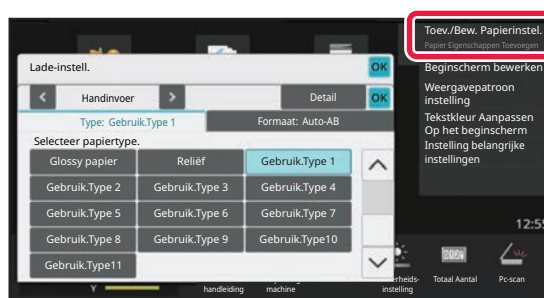 Toev./Bew. Papierinstel.
Papier Eigenschappen Toevoegen
Lade-instell.
OK
Beginscherm bewerken
Handinvoer
Detail
OK
Weergavepatroon
instelling
Type: Gebruik.Type 1
Formaat: Auto-AB
Tekstkleur Aanpassen
Op het beginscherm
Selecteer papiertype.
Instelling belangrijke
instellingen
Glossy papier
Reliëf
Gebruik.Type 1
Gebruik.Type 2
Gebruik.Type 3
Gebruik.Type 4
Gebruik.Type 5
Gebruik.Type 6
Gebruik.Type 7
12:55
Gebruik.Type 8
Gebruik.Type 9
Gebruik.Type10
Gebruik.Type11
Y
handleiding
machine
instelling
Totaal Aantal
Pc-scan